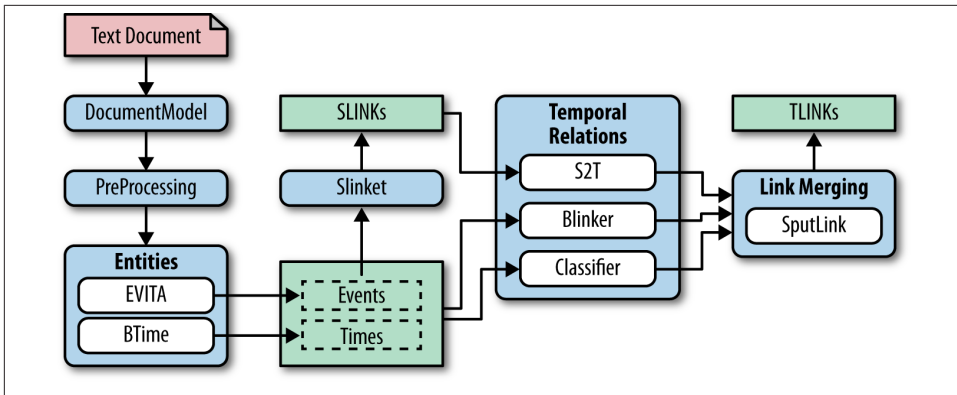 Text Document
DocumentModel
PreProcessing
Entities
EVITA
BTime
SLINKs
Slinket
Events
Times
Temporal
Relations
S2T
Blinker
Classifier
TLINKs
Link Merging
SputLink